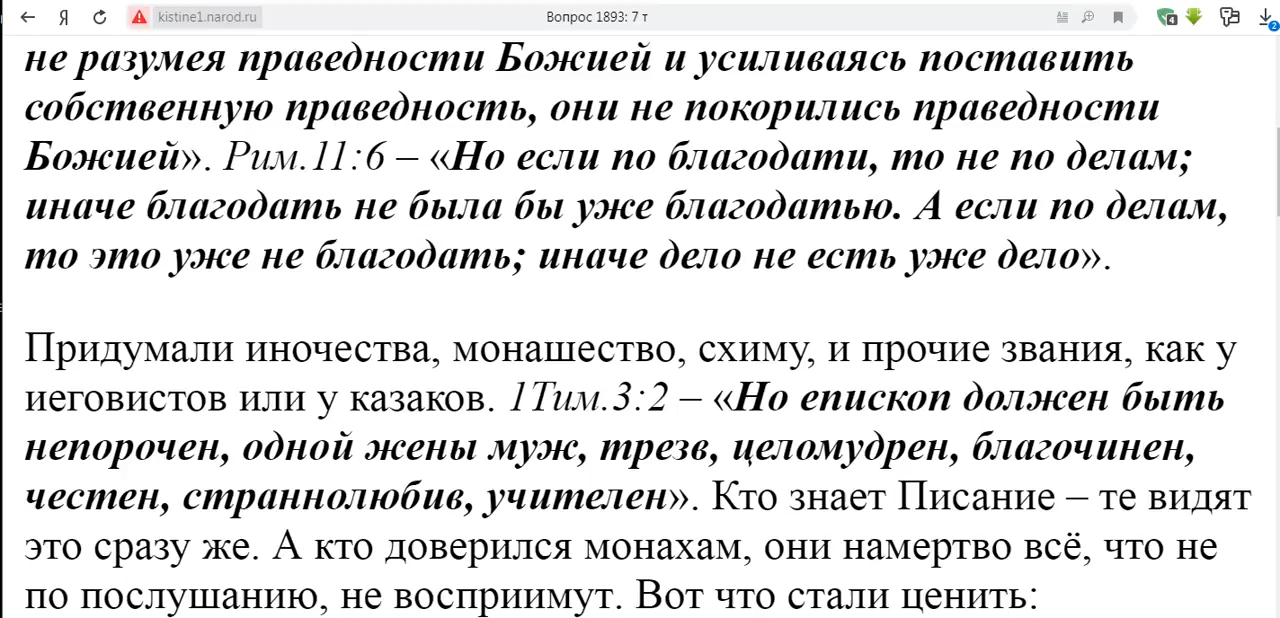 Я kistine1.narod.ru Вопрос 1893: 7 т 4 2
не разумея праведности Божией и усиливаясь поставить
собственную праведность, они не покорились праведности
Божией». Рим.11:6 – «Но если по благодати, то не по делам;
иначе благодать не была бы уже благодатью. А если по делам,
то это уже не благодать; иначе дело не есть уже дело».
Придумали иночества, монашество, схиму, и прочие звания, как у
иеговистов или у казаков. 1Тим.3:2 – «Но епископ должен быть
непорочен, одной жены муж, трезв, целомудрен, благочинен,
честен, страннолюбив, учителен». Кто знает Писание – те видят
это сразу же. А кто доверился монахам, они намертво всё, что не
по послушанию, не восприимут. Вот что стали ценить: